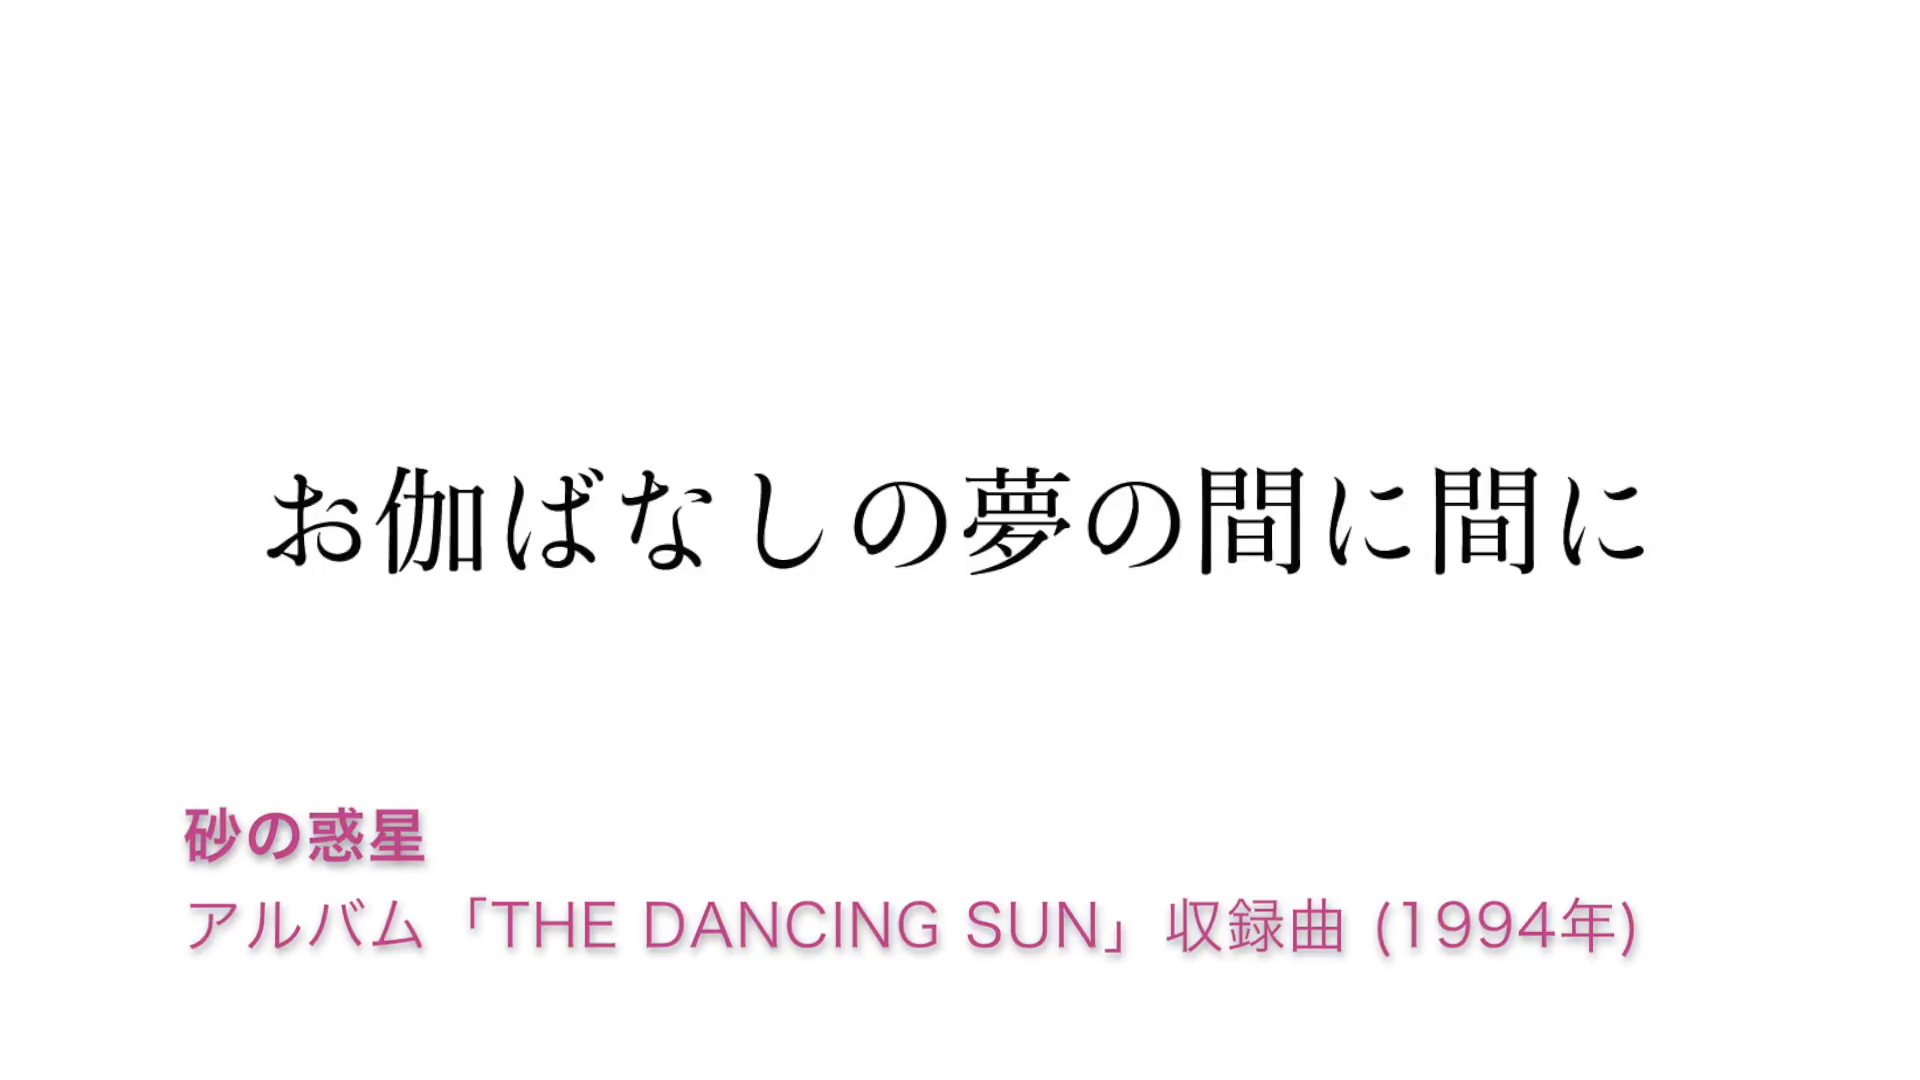 お伽ばなしの夢の間に間に
砂の惑星
アルバム「THE DANCING SUN」収録曲 (1994年)